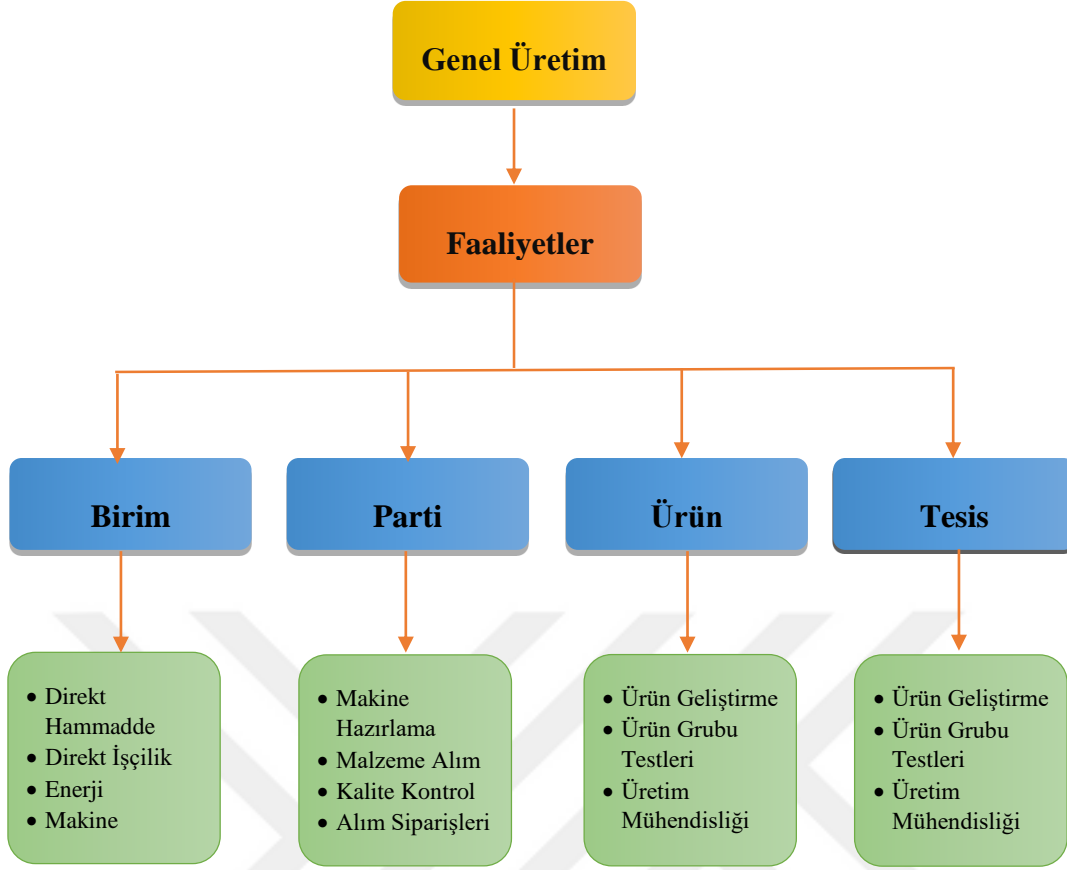 Genel Üretim
Faaliyetler
Birim
Parti
Ürün
Tesis
• Direkt
Hammadde
• Direkt İşçilik
• Enerji
• Makine
• Makine
Hazırlama
• Malzeme Alım
• Kalite Kontrol
• Alım Siparişleri
• Ürün Geliştirme
• Ürün Grubu
Testleri
• Üretim
Mühendisliği
• Ürün Geliştirme
• Ürün Grubu
Testleri
• Üretim
Mühendisliği